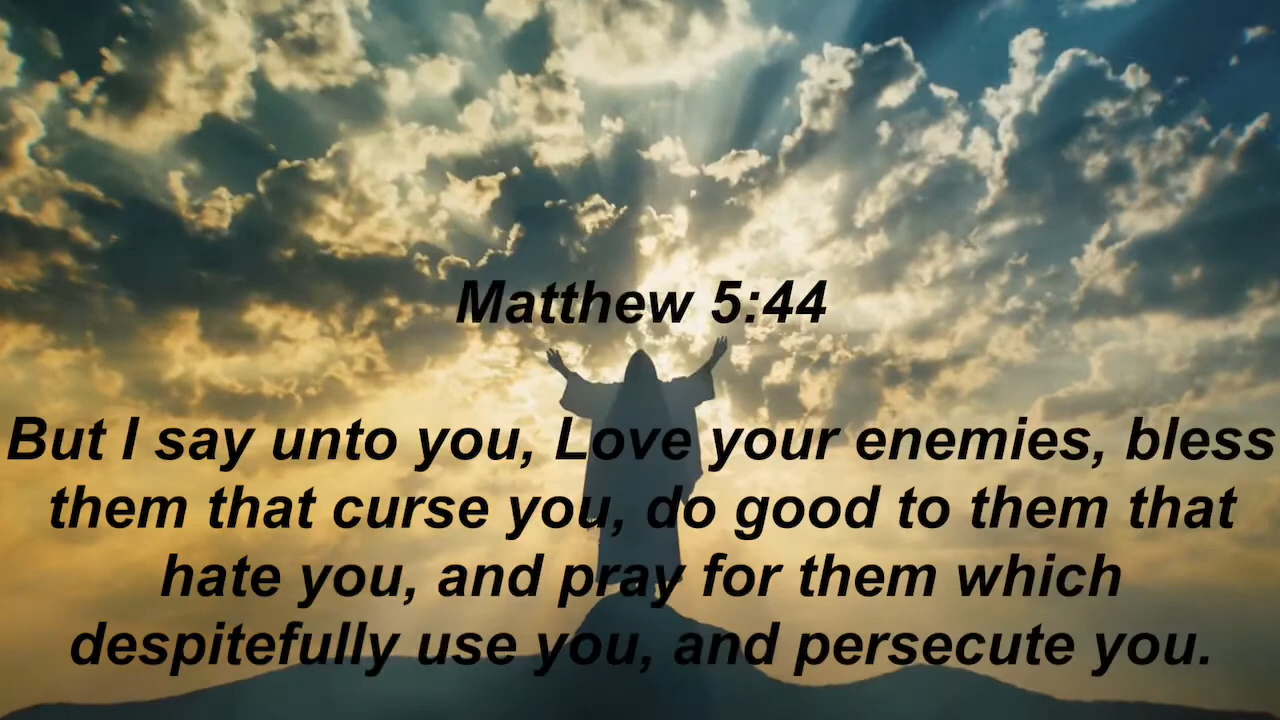 Matthew 5:44
But I say unto you, Love your enemies, bless
them that curse you, do good to them that
hate you, and pray for them which
despitefully use you, and persecute you.